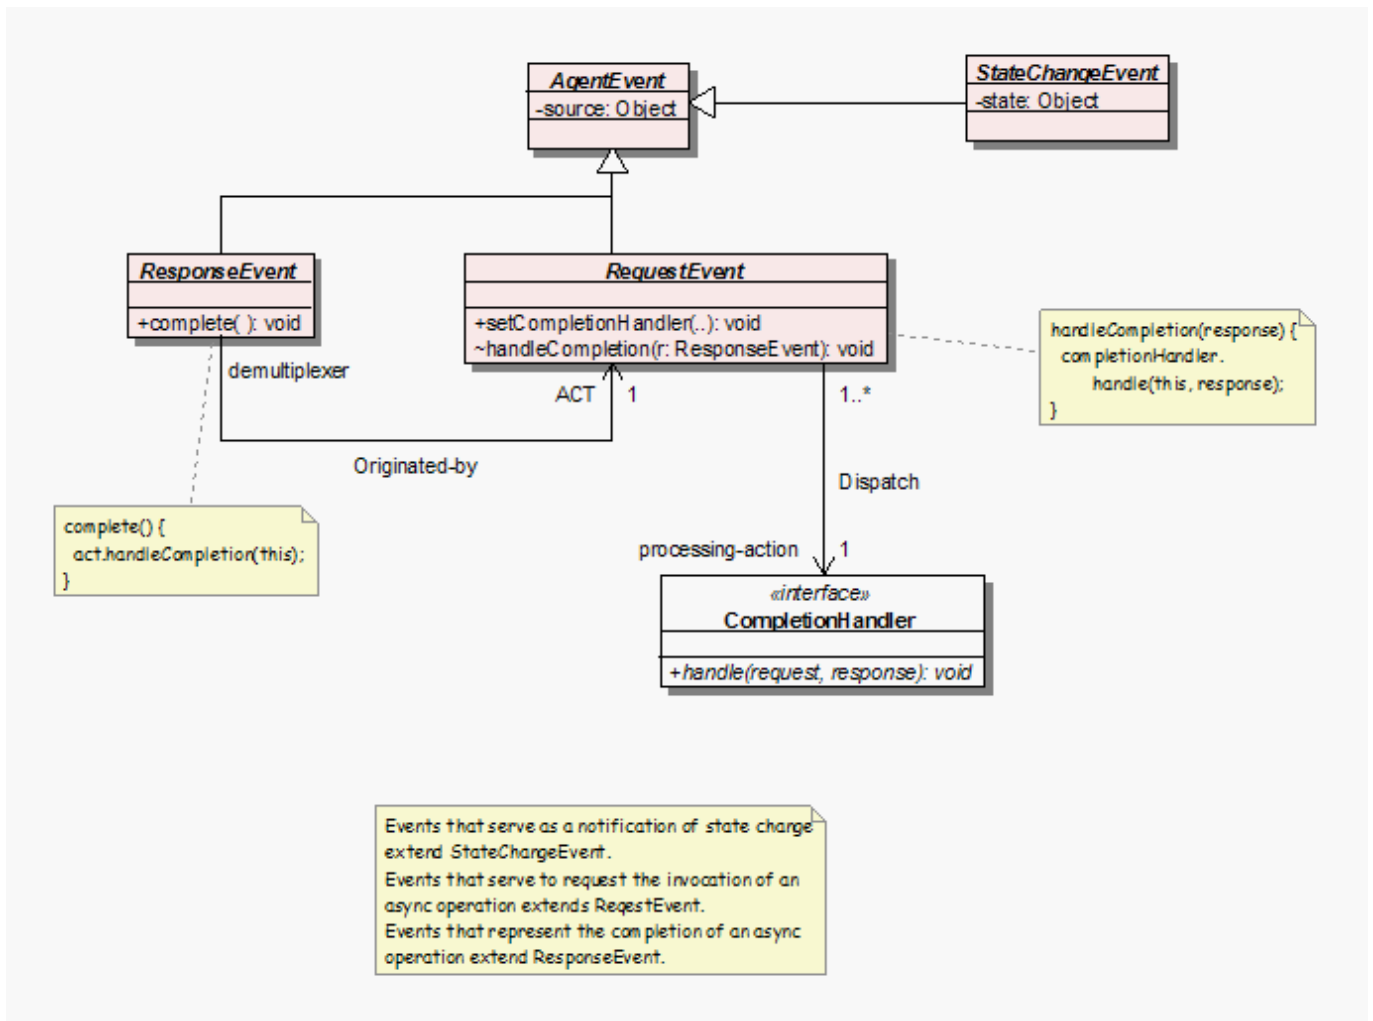 AgentEvent
-source: Object
StateChangeEvent
-state: Object
ResponseEvent
+complete( ): void
RequestEvent
+setCompletionHandler(..): void
~handleCompletion(r: ResponseEvent): void
handleCompletion(response) {
completionHandler.
handle(this, response);
}
demultiplexer
ACT
1
1..*
Originated-by
Dispatch
complete() {
act.handleCompletion(this);
}
processing-action
1
«interface»
CompletionHandler
+handle(request, response): void
Events that serve as a notification of state change
extend StateChangeEvent.
Events that serve to request the invocation of an
async operation extends ReqestEvent.
Events that represent the completion of an async
operation extend ResponseEvent.